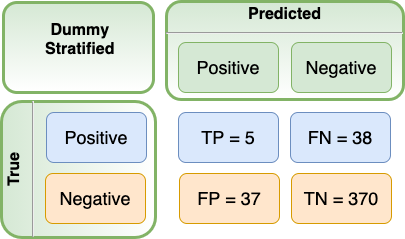 Dummy
Stratified
Predicted
Positive
Negative
True
Positive
TP = 5
FN = 38
Negative
FP = 37
TN = 370